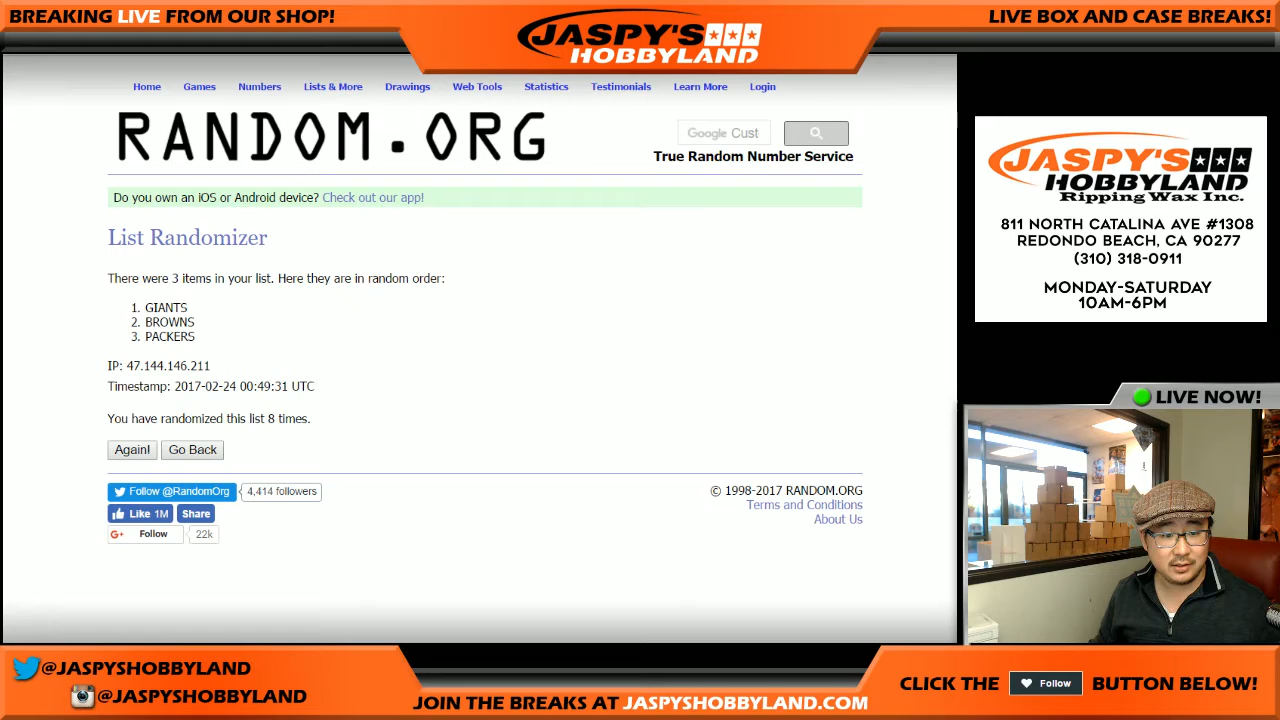 BREAKING LIVE FROM OUR SHOP!
JASPY'S
HOBBYLAND
LIVE BOX AND CASE BREAKS!
Home Games Numbers Lists & More Drawings Web Tools Statistics Testimonials Learn More Login
RANDOM.ORG
Google Cust
True Random Number Service
Do you own an iOS or Android device? Check out our app!
List Randomizer
There were 3 items in your list. Here they are in random order:
1. GIANTS
2. BROWNS
3. PACKERS
IP: 47.144.146.211
Timestamp: 2017-02-24 00:49:31 UTC
You have randomized this list 8 times.
Again! Go Back
Follow @RandomOrg 4,414 followers
Like 1M Share
G+ Follow 22k
© 1998-2017 RANDOM.ORG
Terms and Conditions
About Us
JASPY'S
HOBBYLAND
Ripping Wax Inc.
811 NORTH CATALINA AVE #1308
REDONDO BEACH, CA 90277
(310) 318-0911
MONDAY-SATURDAY
10AM-6PM
LIVE NOW!
@JASPYSHOBBYLAND
@JASPYSHOBBYLAND
JOIN THE BREAKS AT JASPYSHOBBYLAND.COM
CLICK THE Follow BUTTON BELOW!